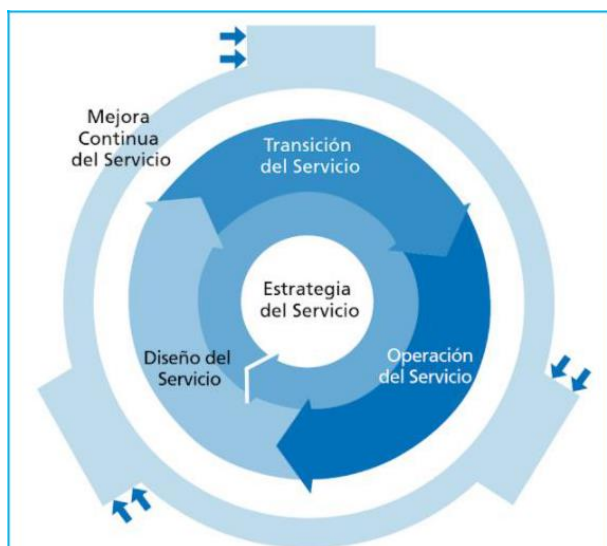 Mejora
Continua
del Servicio
Transición
del Servicio
Estrategia
del Servicio
Diseño del
Servicio
Operación
del Servicio